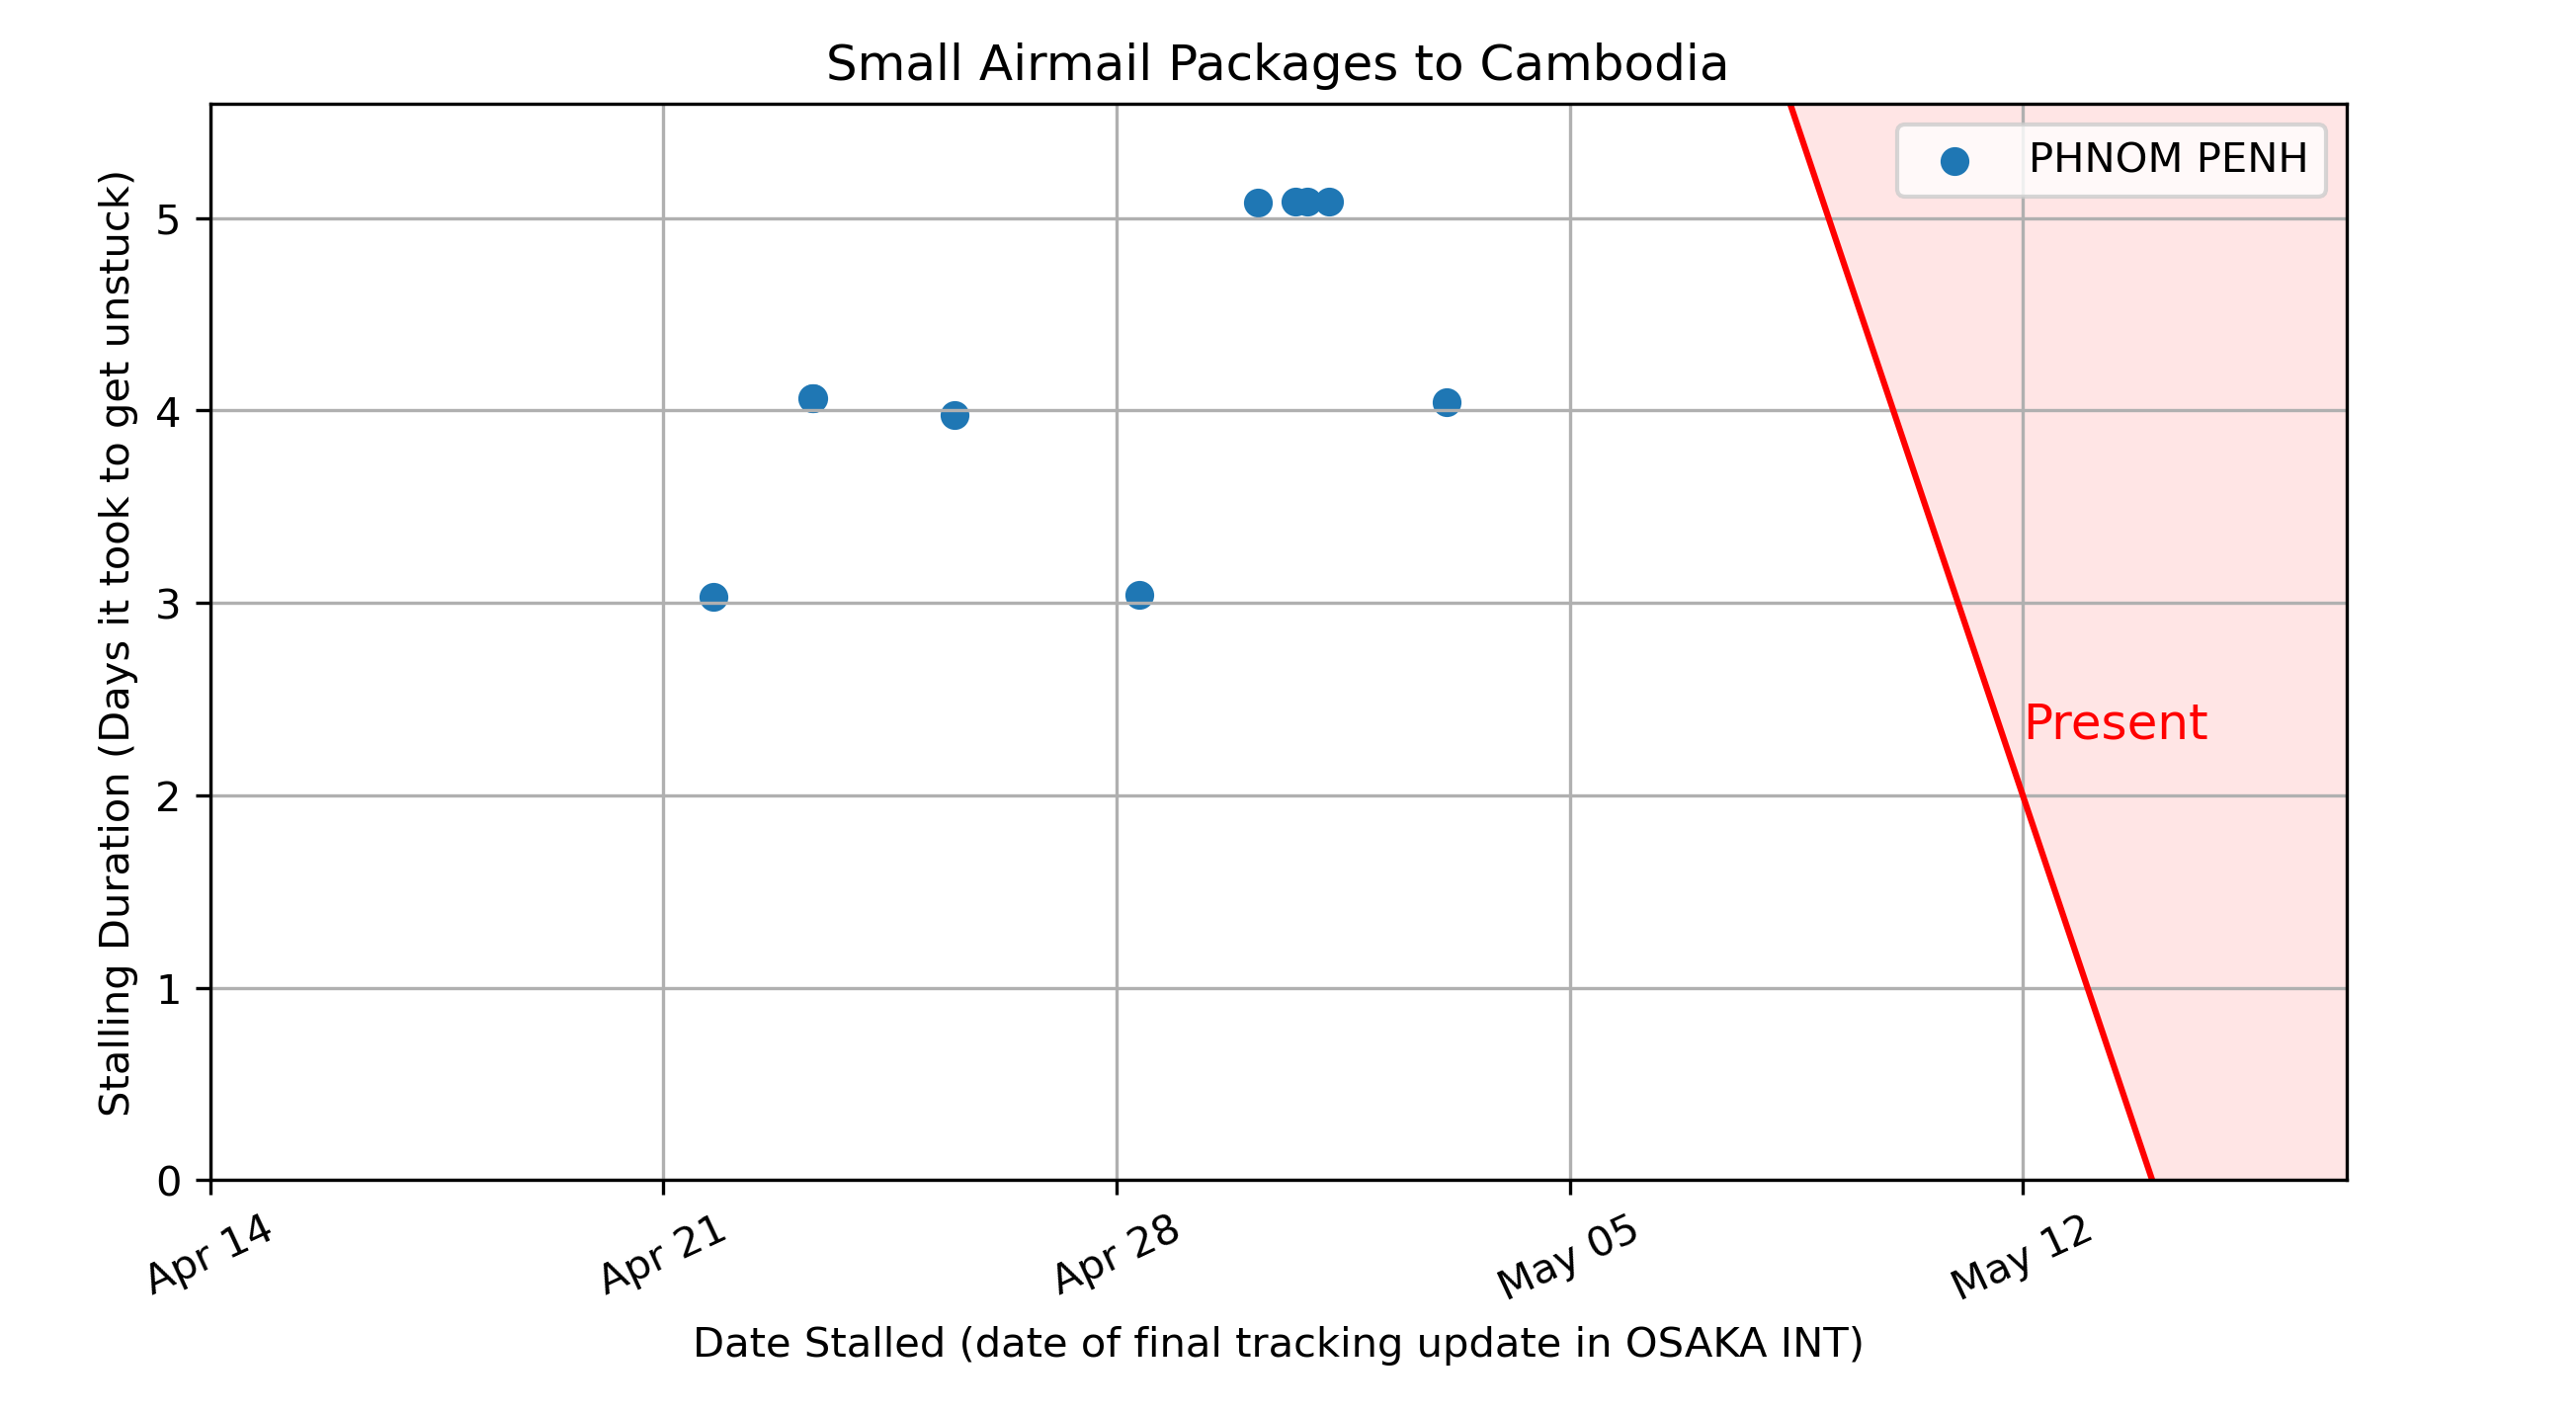 Small Airmail Packages to Cambodia
PHNOM PENH
Stalling Duration (Days it took to get unstuck)
5
4
3
2
1
0
Present
Apr 14
Apr 21
Apr 28
May 05
May 12
Date Stalled (date of final tracking update in OSAKA INT)